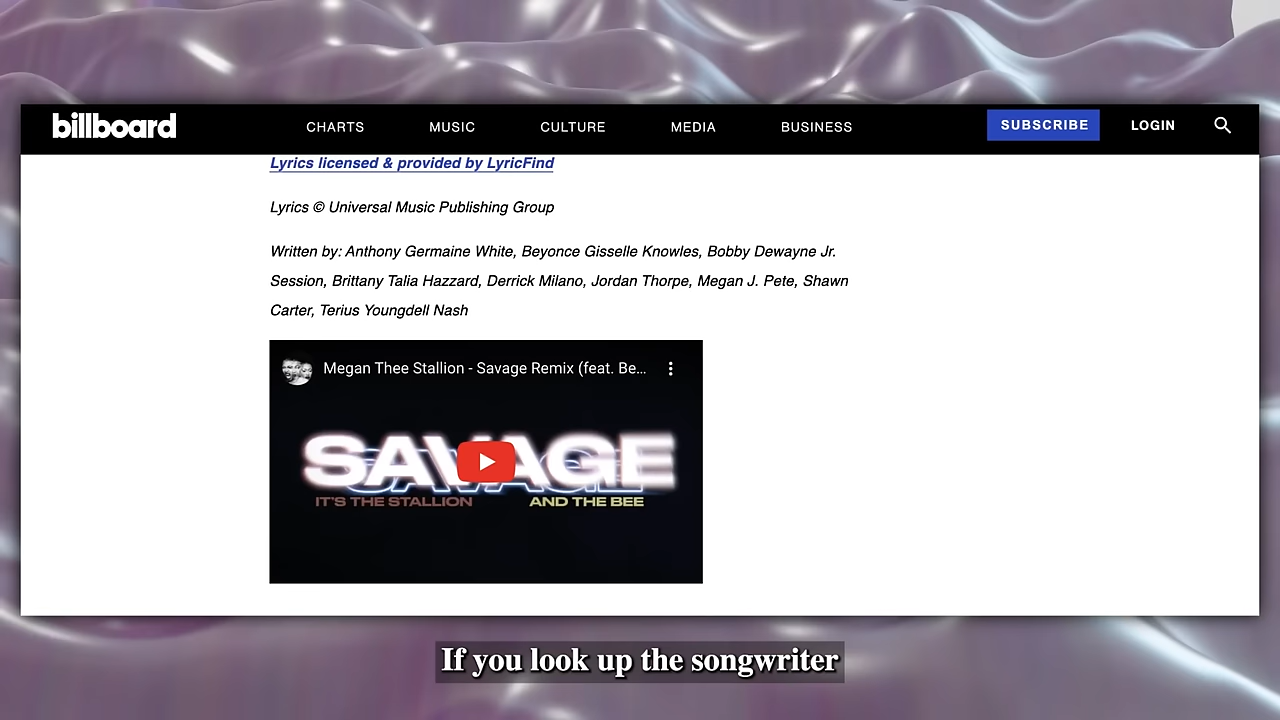 billboard CHARTS MUSIC CULTURE MEDIA BUSINESS SUBSCRIBE LOGIN
Lyrics licensed & provided by LyricFind
Lyrics © Universal Music Publishing Group
Written by: Anthony Germaine White, Beyonce Gisselle Knowles, Bobby Dewayne Jr.
Session, Brittany Talia Hazzard, Derrick Milano, Jordan Thorpe, Megan J. Pete, Shawn
Carter, Terius Youngdell Nash
Megan Thee Stallion - Savage Remix (feat. Be...
SAVAGE
IT'S THE STALLION AND THE BEE
If you look up the songwriter